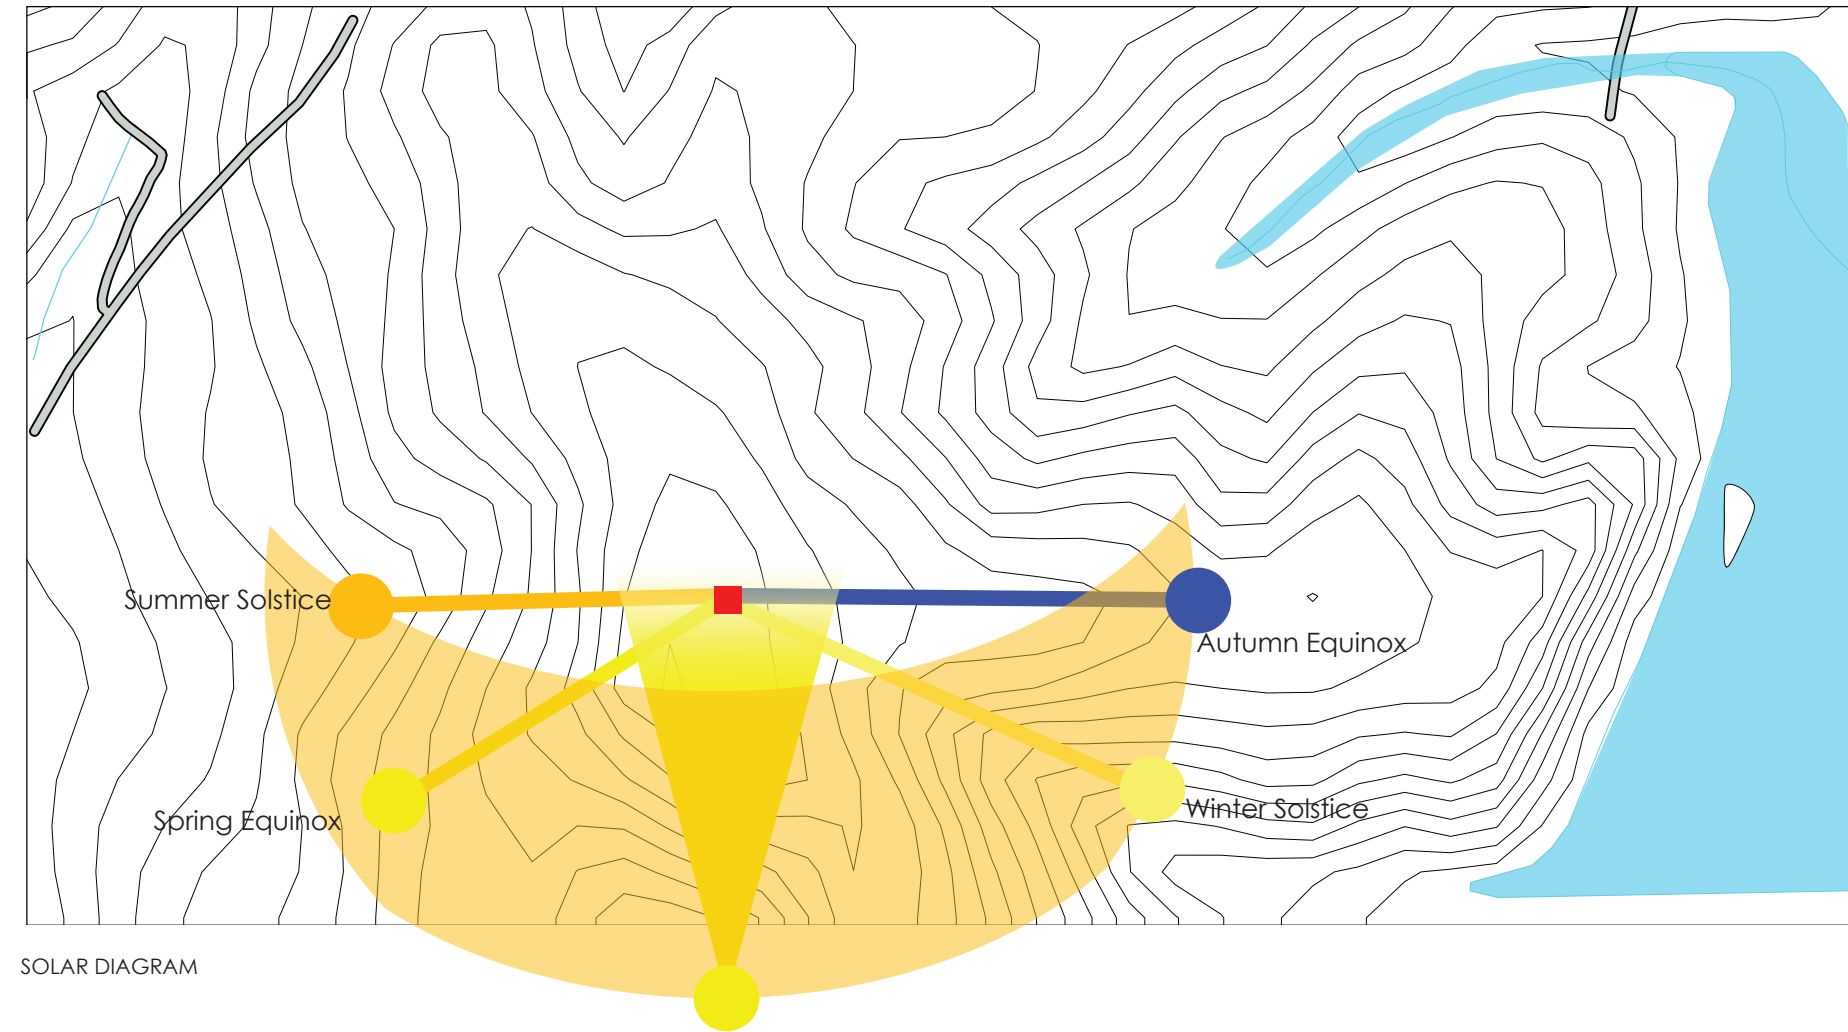 Summer Solstice
Autumn Equinox
Spring Equinox
Winter Solstice
SOLAR DIAGRAM